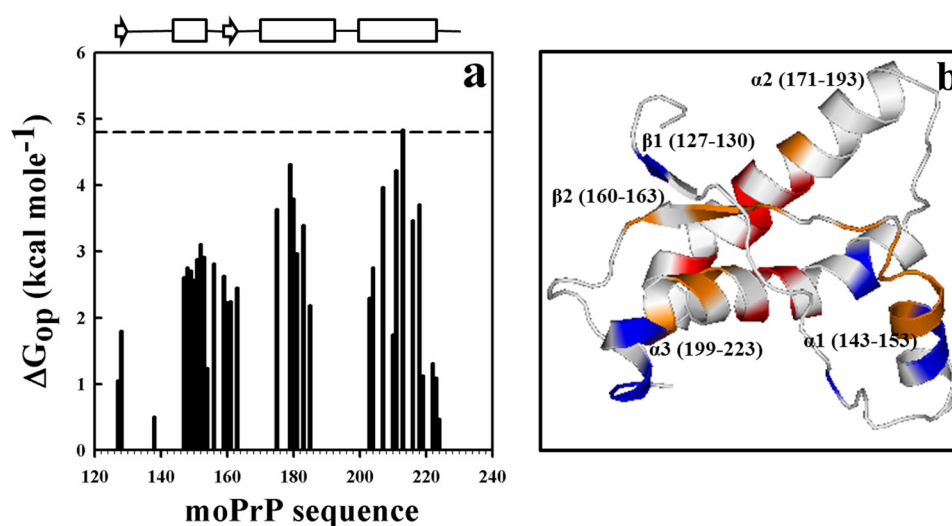 a
6
5
4
3
2
1
0
ΔGop (kcal mole⁻¹)
120 140 160 180 200 220 240
moPrP sequence
b
α2 (171-193)
β1 (127-130)
β2 (160-163)
α3 (199-223)
α1 (143-153)